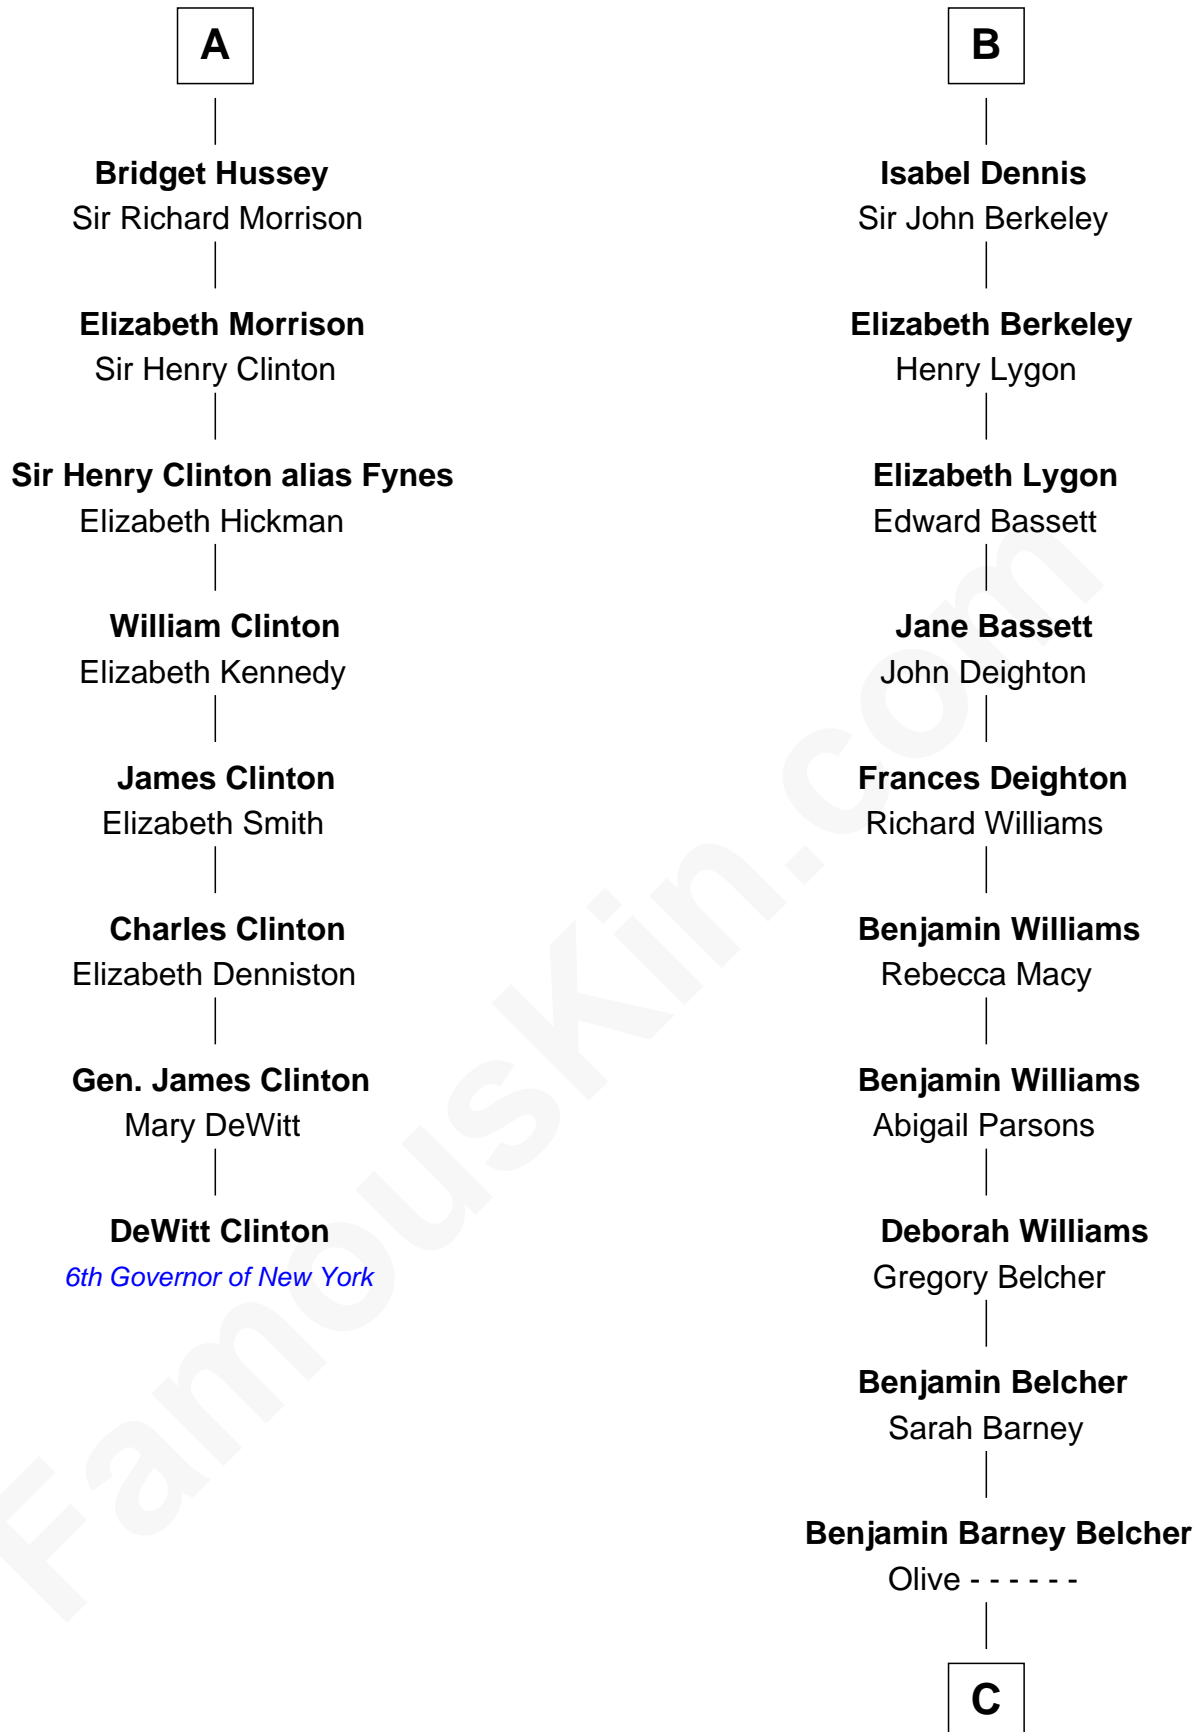 A
Bridget Hussey
Sir Richard Morrison
Elizabeth Morrison
Sir Henry Clinton
Sir Henry Clinton alias Fynes
Elizabeth Hickman
William Clinton
Elizabeth Kennedy
James Clinton
Elizabeth Smith
Charles Clinton
Elizabeth Denniston
Gen. James Clinton
Mary DeWitt
DeWitt Clinton
6th Governor of New York
B
Isabel Dennis
Sir John Berkeley
Elizabeth Berkeley
Henry Lygon
Elizabeth Lygon
Edward Bassett
Jane Bassett
John Deighton
Frances Deighton
Richard Williams
Benjamin Williams
Rebecca Macy
Benjamin Williams
Abigail Parsons
Deborah Williams
Gregory Belcher
Benjamin Belcher
Sarah Barney
Benjamin Barney Belcher
Olive - - - - - -
C
FamousKin.com